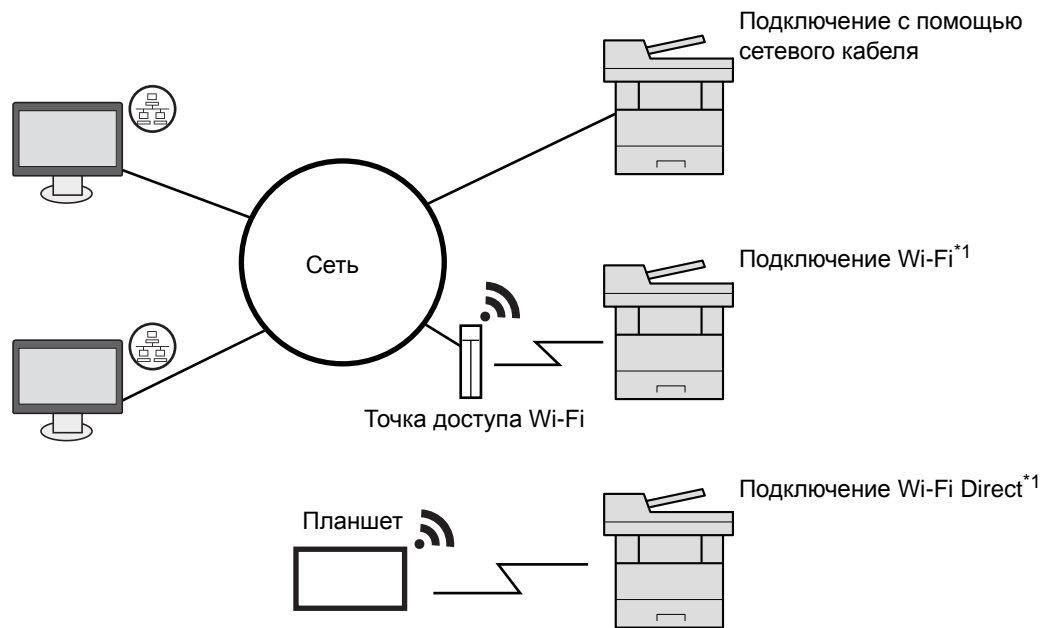 Подключение с помощью
сетевого кабеля
Сеть
Подключение Wi-Fi*1
Точка доступа Wi-Fi
Подключение Wi-Fi Direct*1
Планшет